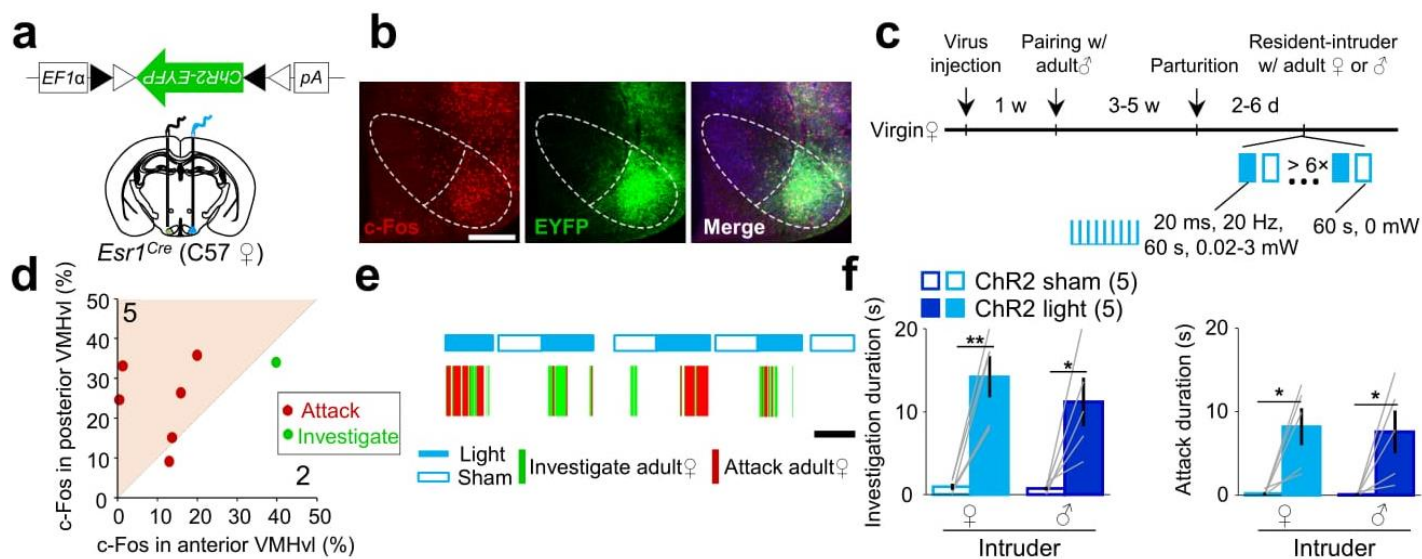 a
EF1α
ChR2-EYFP
pA
Esr1Cre (C57 ♀)
b
c-Fos
EYFP
Merge
c
Virus
injection
Pairing w/
adult♂
Parturition
Resident-intruder
w/ adult ♀ or ♂
1 w
3-5 w
2-6 d
Virgin♀
> 6×
...
20 ms, 20 Hz,
60 s, 0.02-3 mW
60 s, 0 mW
d
c-Fos in posterior VMHvl (%)
50
40
30
20
10
0
5
Attack
Investigate
2
0 10 20 30 40 50
c-Fos in anterior VMHvl (%)
e
Light
Sham
Investigate adult♀
Attack adult♀
f
ChR2 sham (5)
ChR2 light (5)
Investigation duration (s)
20
10
0
**
*
♀ ♂
Intruder
Attack duration (s)
20
10
0
*
*
♀ ♂
Intruder